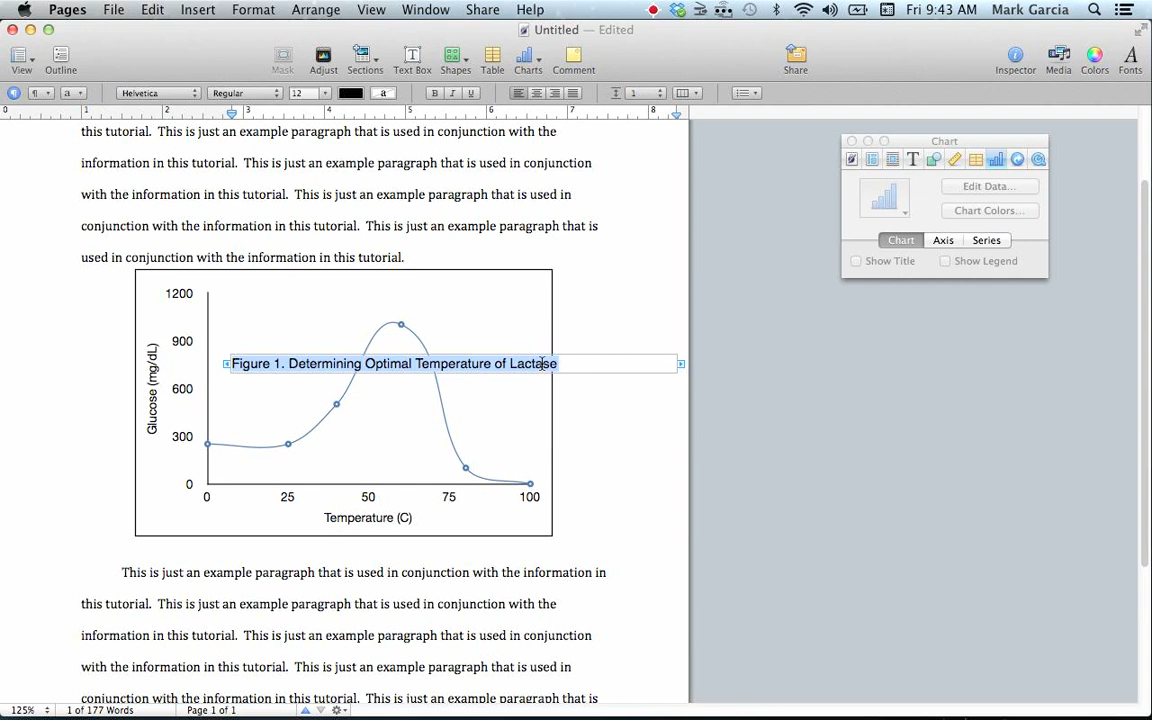 Pages File Edit Insert Format Arrange View Window Share Help Fri 9:43 AM Mark Garcia
Untitled — Edited
View Outline Mask Adjust Sections Text Box Shapes Table Charts Comment Share Inspector Media Colors Fonts
¶ a Helvetica Regular 12 a B I U 1
0 1 2 3 4 5 6 7 8
this tutorial. This is just an example paragraph that is used in conjunction with the
information in this tutorial. This is just an example paragraph that is used in conjunction
with the information in this tutorial. This is just an example paragraph that is used in
conjunction with the information in this tutorial. This is just an example paragraph that is
used in conjunction with the information in this tutorial.
1200
900
600
300
0
Glucose (mg/dL)
Figure 1. Determining Optimal Temperature of Lactase
0 25 50 75 100
Temperature (C)
This is just an example paragraph that is used in conjunction with the information in
this tutorial. This is just an example paragraph that is used in conjunction with the
information in this tutorial. This is just an example paragraph that is used in conjunction
with the information in this tutorial. This is just an example paragraph that is used in
conjunction with the information in this tutorial. This is just an example paragraph that is
Chart
T
Edit Data...
Chart Colors...
Chart Axis Series
Show Title Show Legend
125% 1 of 177 Words Page 1 of 1